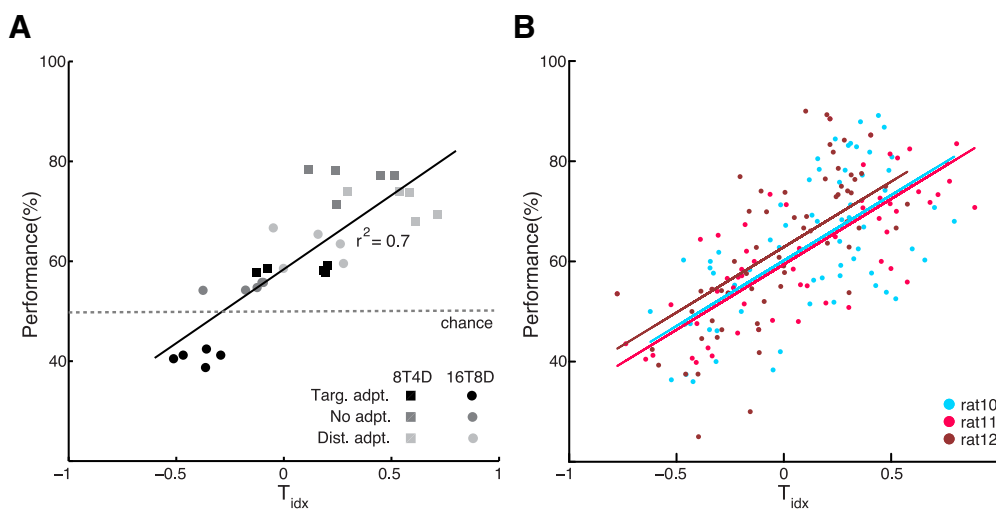 A
100
80
60
40
Performance(%)
r² = 0.7
chance
8T4D 16T8D
Targ. adpt.
No adpt.
Dist. adpt.
−1 −0.5 0 0.5 1
T_idx
B
100
80
60
40
Performance(%)
rat10
rat11
rat12
−1 −0.5 0 0.5
T_idx